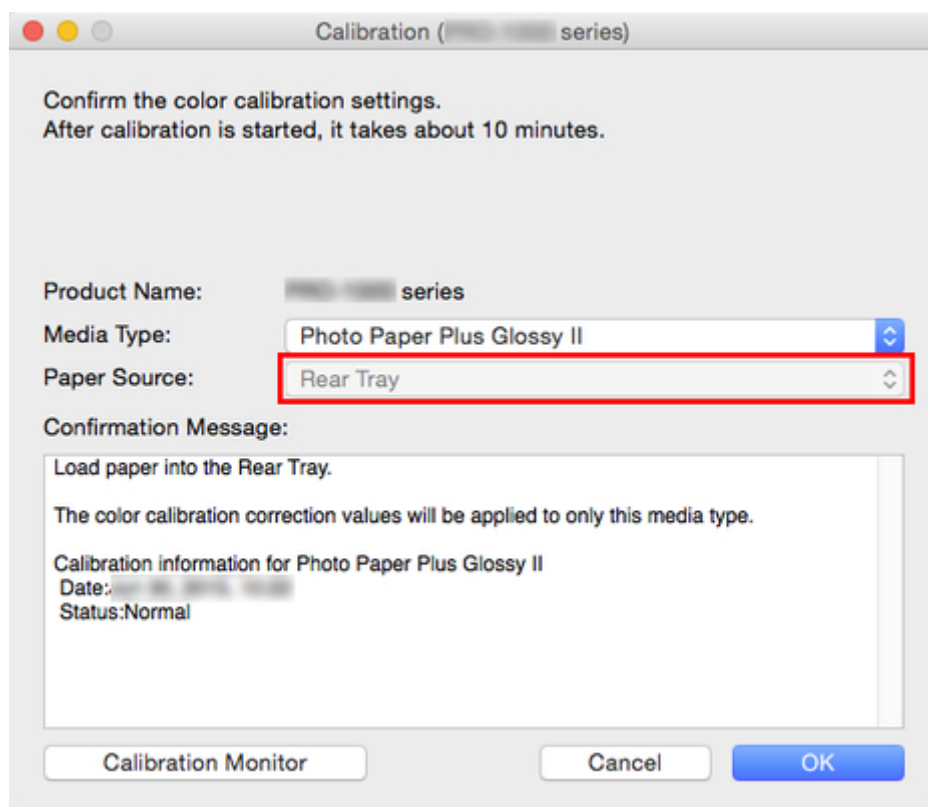 Calibration ( series)
Confirm the color calibration settings.
After calibration is started, it takes about 10 minutes.
Product Name: series
Media Type: Photo Paper Plus Glossy II
Paper Source: Rear Tray
Confirmation Message:
Load paper into the Rear Tray.
The color calibration correction values will be applied to only this media type.
Calibration information for Photo Paper Plus Glossy II
Date:
Status:Normal
Calibration Monitor Cancel OK